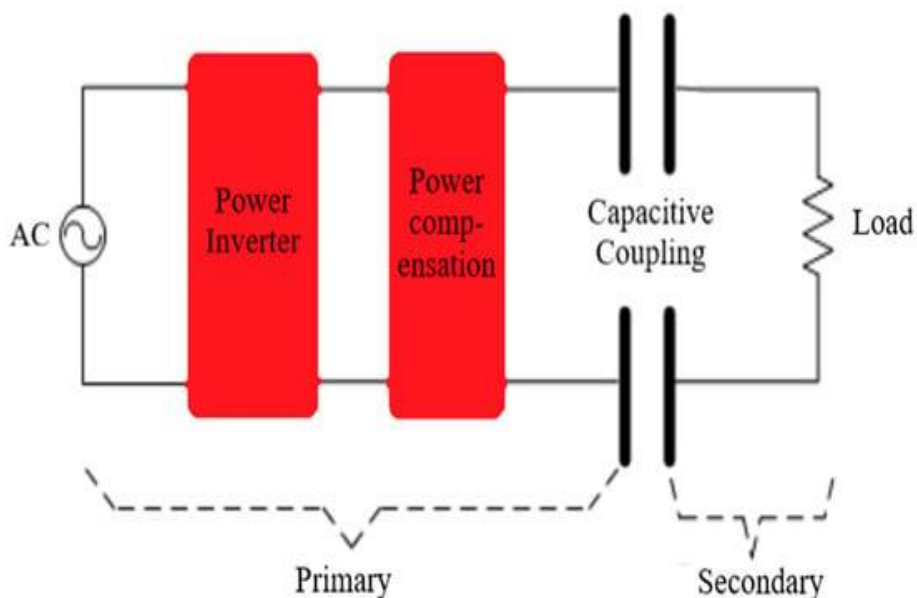 AC
Power
Inverter
Power
comp-
ensation
Capacitive
Coupling
Load
Primary
Secondary